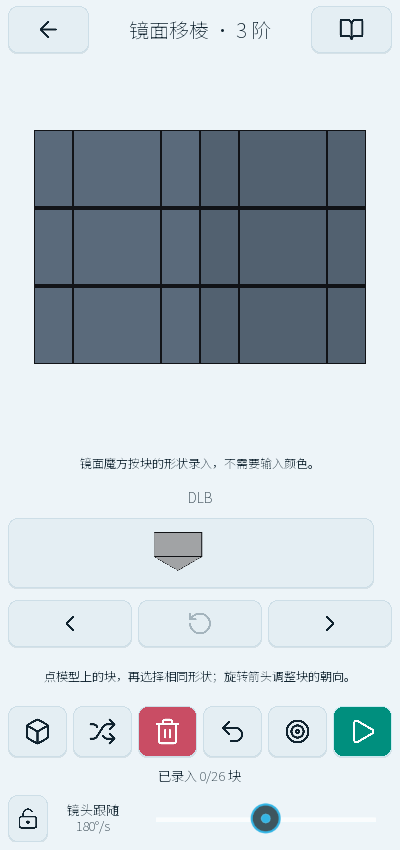 镜面移棱 · 3 阶
镜面魔方按块的形状录入，不需要输入颜色。
DLB
点模型上的块，再选择相同形状；旋转箭头调整块的朝向。
已录入 0/26 块
镜头跟随
180°/s